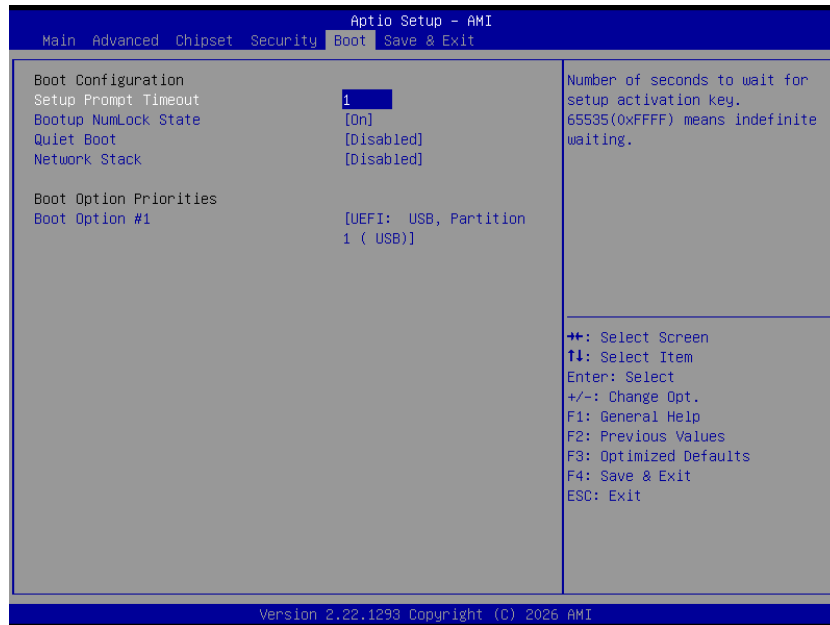 Aptio Setup – AMI
Main Advanced Chipset Security Boot Save & Exit
Boot Configuration
Setup Prompt Timeout 1
Bootup NumLock State [On]
Quiet Boot [Disabled]
Network Stack [Disabled]
Boot Option Priorities
Boot Option #1 [UEFI: USB, Partition
1 ( USB)]
Number of seconds to wait for
setup activation key.
65535(0xFFFF) means indefinite
waiting.
→←: Select Screen
↑↓: Select Item
Enter: Select
+/-: Change Opt.
F1: General Help
F2: Previous Values
F3: Optimized Defaults
F4: Save & Exit
ESC: Exit
Version 2.22.1293 Copyright (C) 2026 AMI